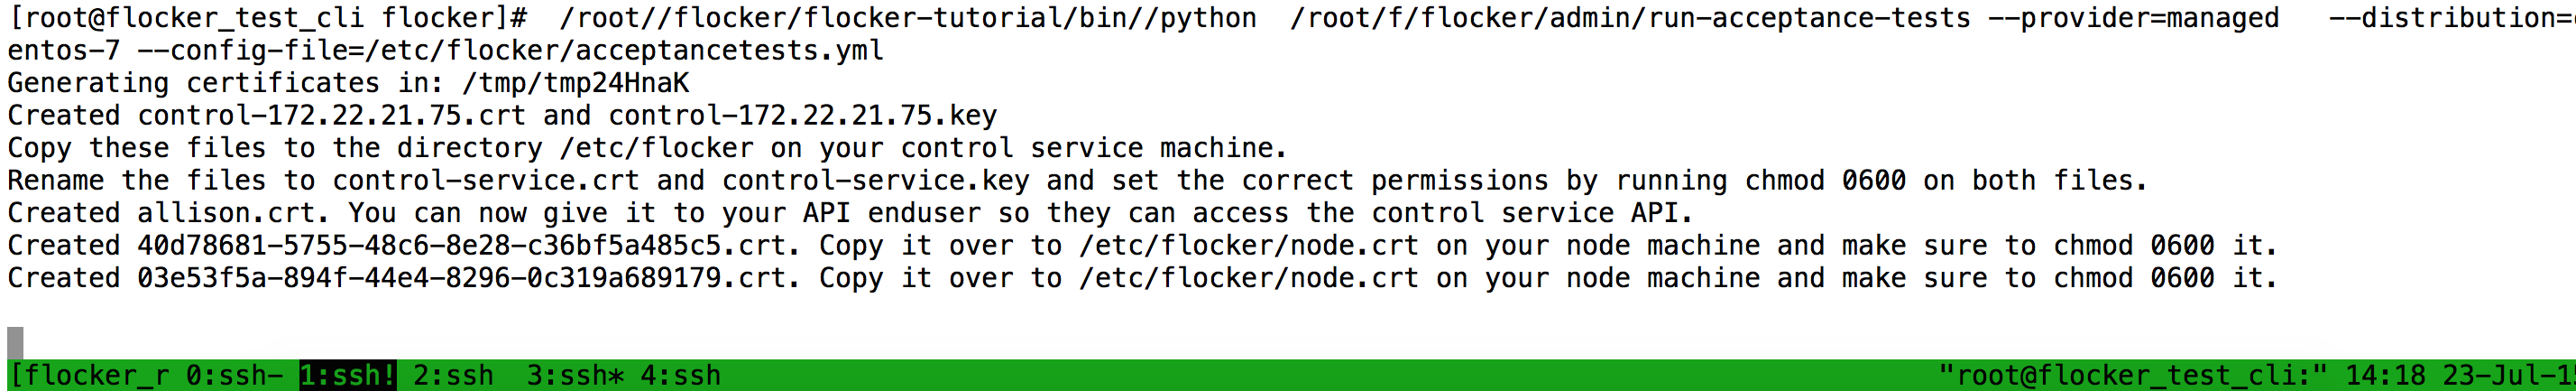 [root@flocker_test_cli flocker]#  /root//flocker/flocker-tutorial/bin//python  /root/f/flocker/admin/run-acceptance-tests --provider=managed   --distribution=c
entos-7 --config-file=/etc/flocker/acceptancetests.yml
Generating certificates in: /tmp/tmp24HnaK
Created control-172.22.21.75.crt and control-172.22.21.75.key
Copy these files to the directory /etc/flocker on your control service machine.
Rename the files to control-service.crt and control-service.key and set the correct permissions by running chmod 0600 on both files.
Created allison.crt. You can now give it to your API enduser so they can access the control service API.
Created 40d78681-5755-48c6-8e28-c36bf5a485c5.crt. Copy it over to /etc/flocker/node.crt on your node machine and make sure to chmod 0600 it.
Created 03e53f5a-894f-44e4-8296-0c319a689179.crt. Copy it over to /etc/flocker/node.crt on your node machine and make sure to chmod 0600 it.
[flocker_r 0:ssh- 1:ssh! 2:ssh  3:ssh* 4:ssh "root@flocker_test_cli:" 14:18 23-Jul-1